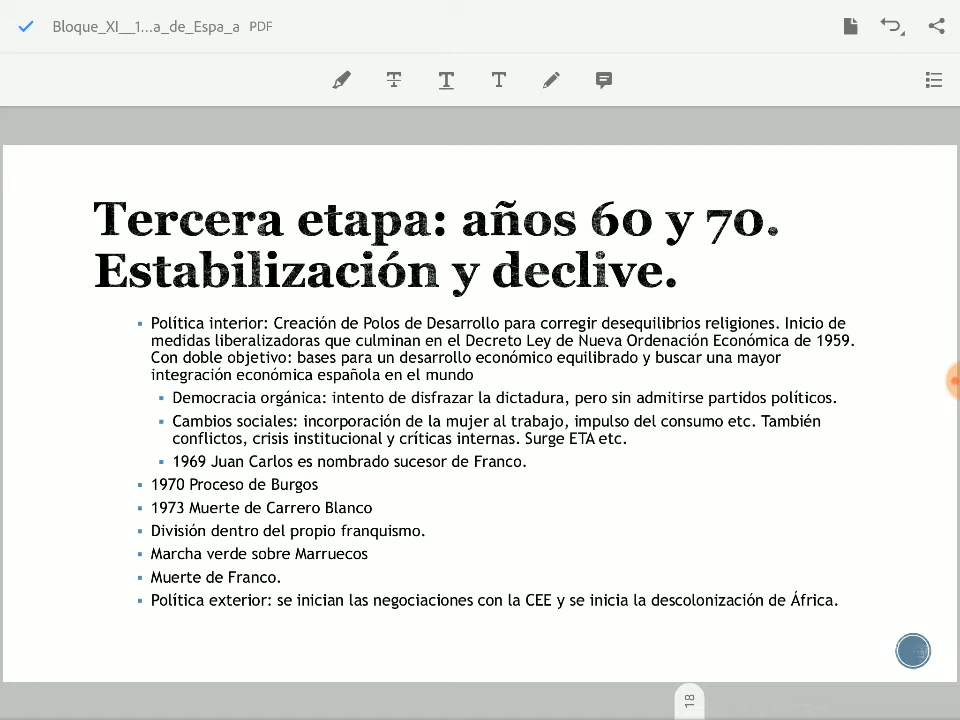 Bloque_XI__1...a_de_Espa_a PDF
Tercera etapa: años 60 y 70.
Estabilización y declive.
Política interior: Creación de Polos de Desarrollo para corregir desequilibrios religiones. Inicio de
medidas liberalizadoras que culminan en el Decreto Ley de Nueva Ordenación Económica de 1959.
Con doble objetivo: bases para un desarrollo económico equilibrado y buscar una mayor
integración económica española en el mundo
Democracia orgánica: intento de disfrazar la dictadura, pero sin admitirse partidos políticos.
Cambios sociales: incorporación de la mujer al trabajo, impulso del consumo etc. También
conflictos, crisis institucional y críticas internas. Surge ETA etc.
1969 Juan Carlos es nombrado sucesor de Franco.
1970 Proceso de Burgos
1973 Muerte de Carrero Blanco
División dentro del propio franquismo.
Marcha verde sobre Marruecos
Muerte de Franco.
Política exterior: se inician las negociaciones con la CEE y se inicia la descolonización de África.
18